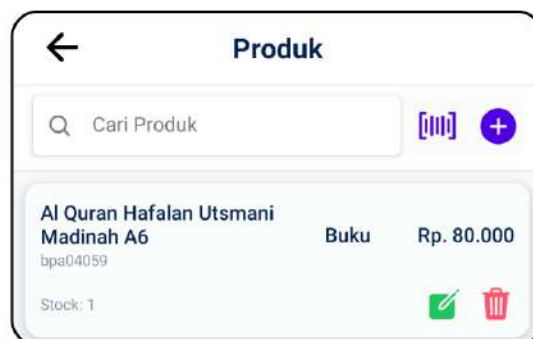 Produk
Cari Produk
Al Quran Hafalan Utsmani
Madinah A6
Buku
Rp. 80.000
bpa04059
Stock: 1